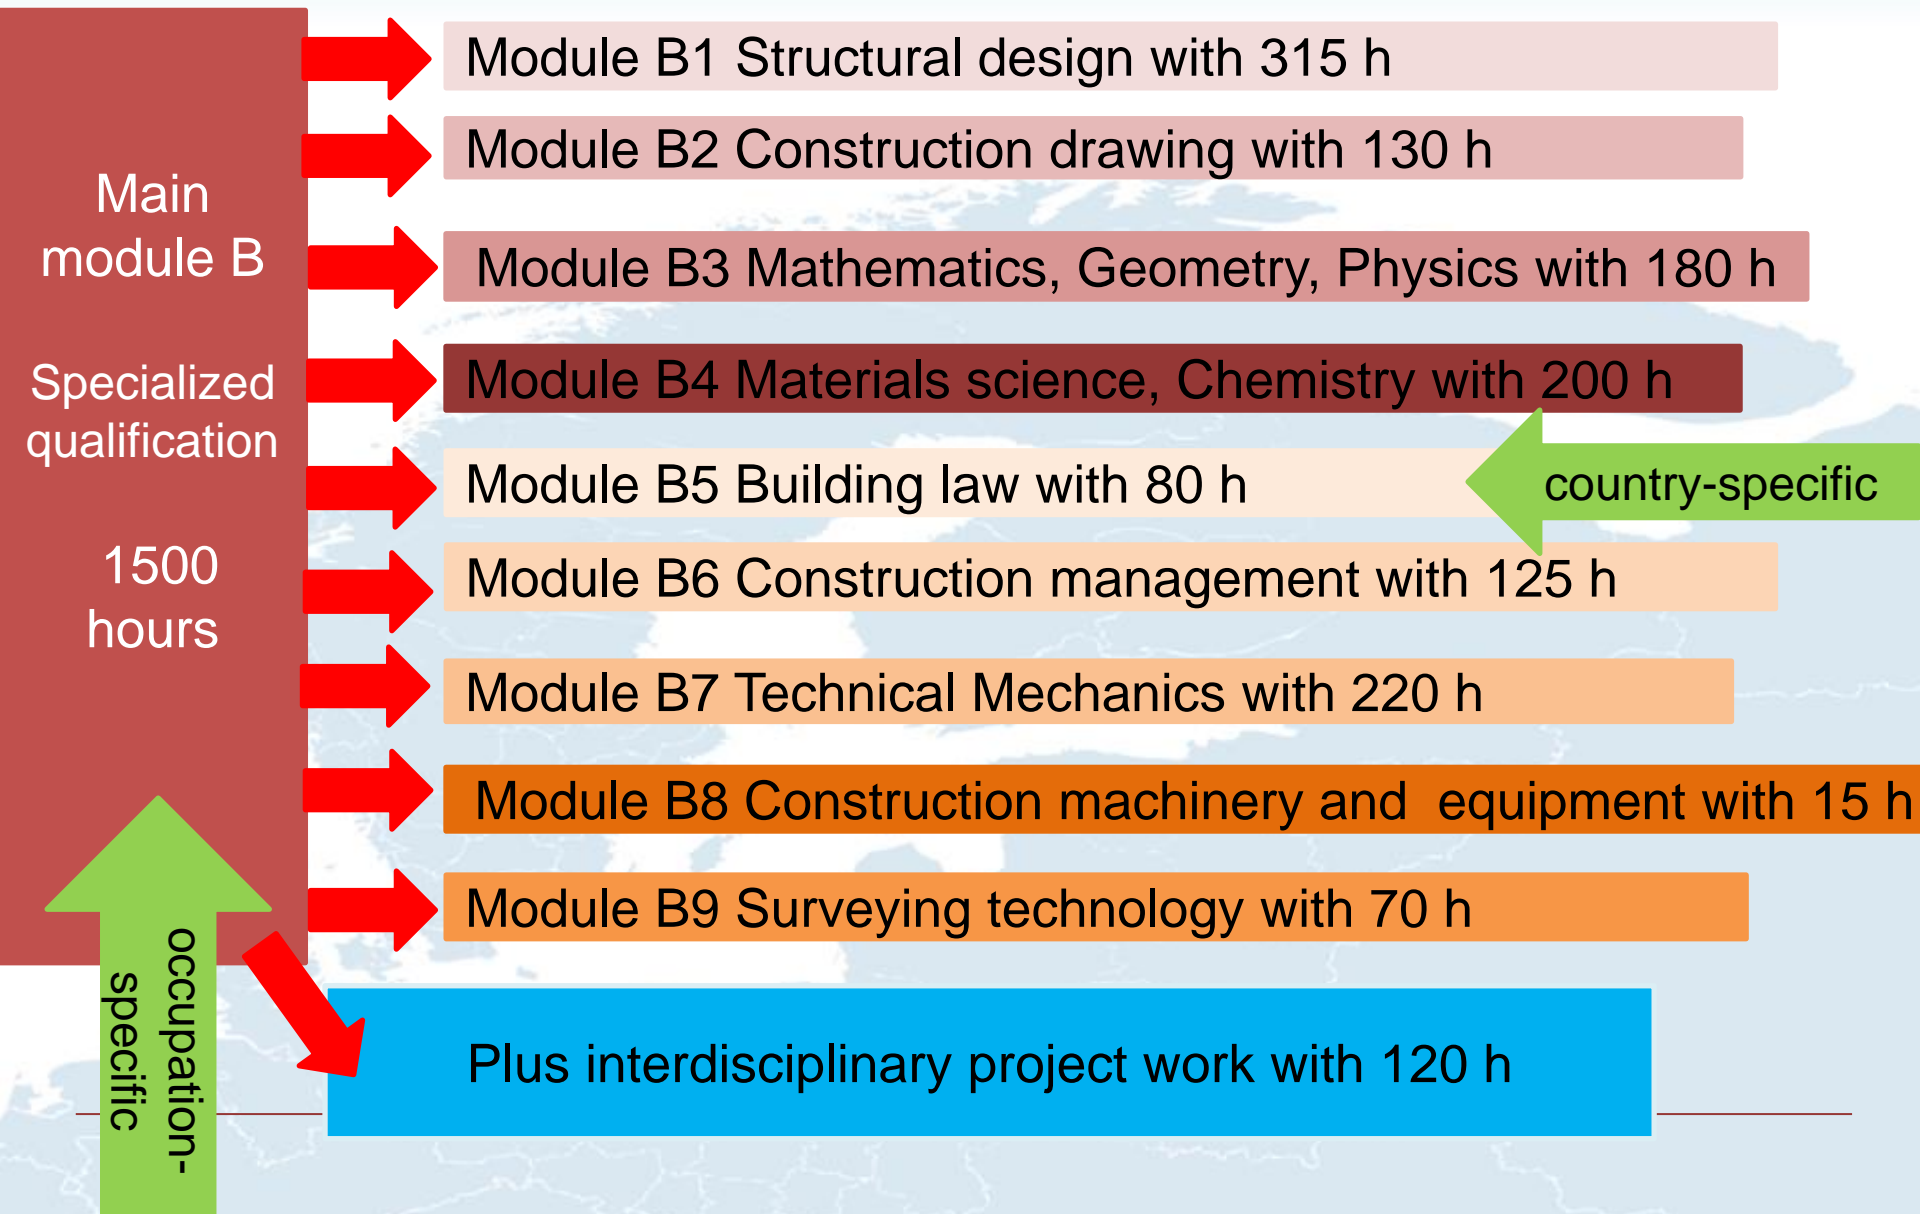 Main
module B
Specialized
qualification
1500
hours
Module B1 Structural design with 315 h
Module B2 Construction drawing with 130 h
Module B3 Mathematics, Geometry, Physics with 180 h
Module B4 Materials science, Chemistry with 200 h
Module B5 Building law with 80 h
country-specific
Module B6 Construction management with 125 h
Module B7 Technical Mechanics with 220 h
Module B8 Construction machinery and  equipment with 15 h
Module B9 Surveying technology with 70 h
occupation-
specific
Plus interdisciplinary project work with 120 h